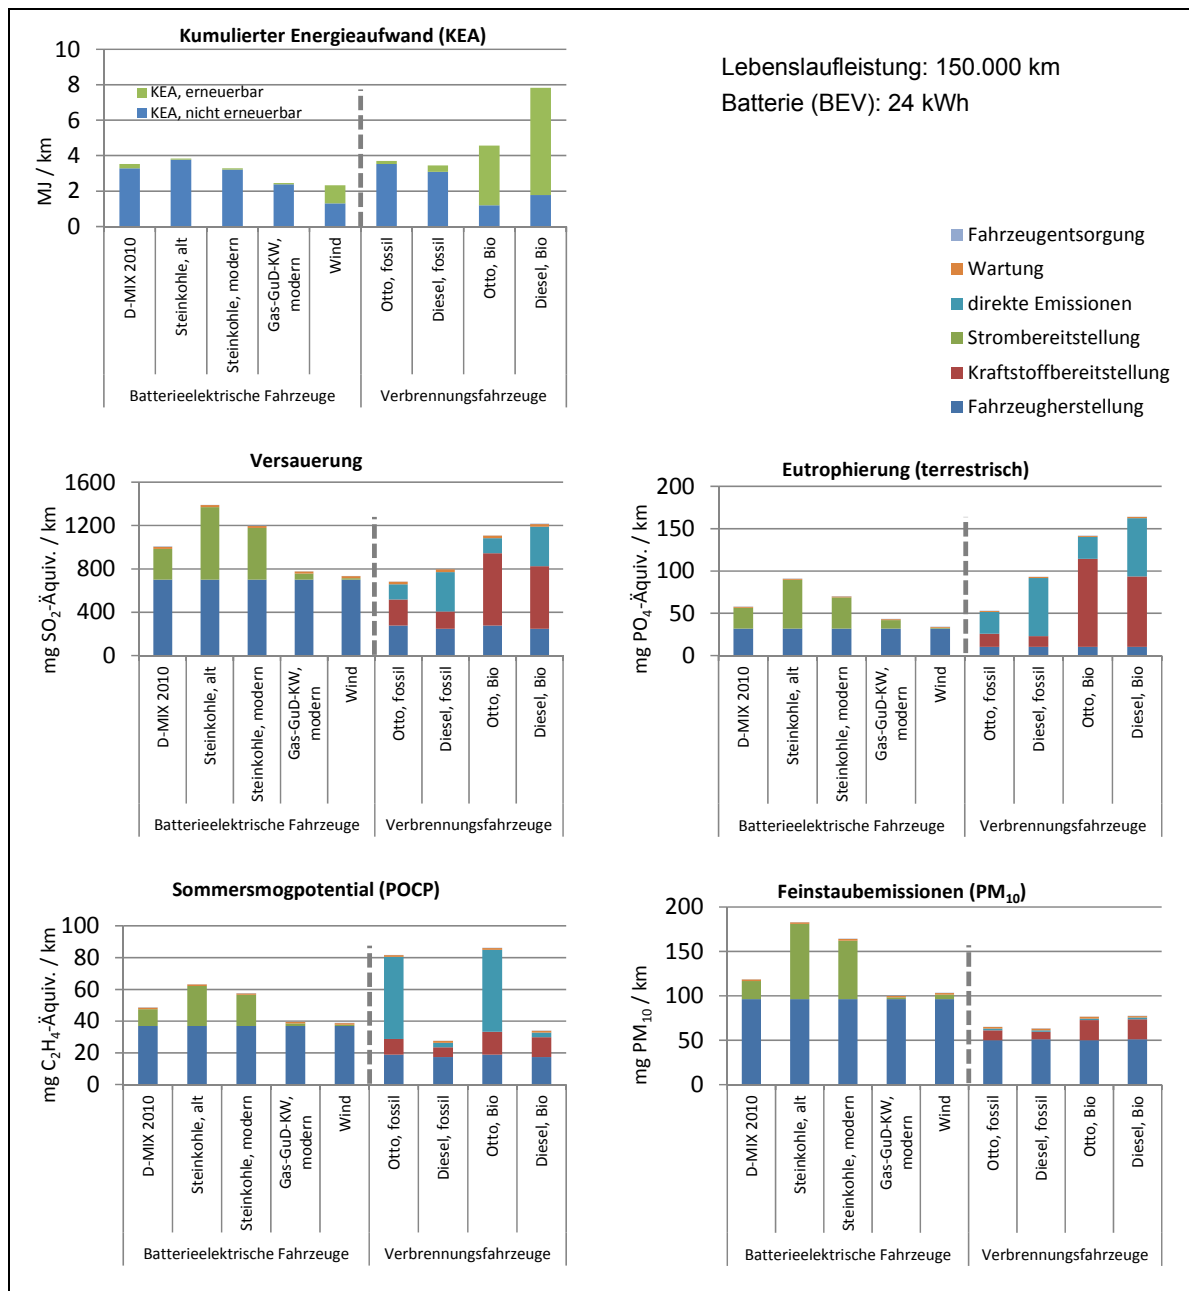 Kumulierter Energieaufwand (KEA)
Lebenslaufleistung: 150.000 km
Batterie (BEV): 24 kWh
MJ / km
10
8
6
4
2
0
KEA, erneuerbar
KEA, nicht erneuerbar
D-MIX 2010
Steinkohle, alt
Steinkohle, modern
Gas-GuD-KW,
modern
Wind
Otto, fossil
Diesel, fossil
Otto, Bio
Diesel, Bio
Batterieelektrische Fahrzeuge
Verbrennungsfahrzeuge
Fahrzeugentsorgung
Wartung
direkte Emissionen
Strombereitstellung
Kraftstoffbereitstellung
Fahrzeugherstellung
Versauerung
mg SO₂-Äquiv. / km
1600
1200
800
400
0
D-MIX 2010
Steinkohle, alt
Steinkohle, modern
Gas-GuD-KW,
modern
Wind
Otto, fossil
Diesel, fossil
Otto, Bio
Diesel, Bio
Batterieelektrische Fahrzeuge
Verbrennungsfahrzeuge
Eutrophierung (terrestrisch)
mg PO₄-Äquiv. / km
200
150
100
50
0
D-MIX 2010
Steinkohle, alt
Steinkohle, modern
Gas-GuD-KW,
modern
Wind
Otto, fossil
Diesel, fossil
Otto, Bio
Diesel, Bio
Batterieelektrische Fahrzeuge
Verbrennungsfahrzeuge
Sommersmogpotential (POCP)
mg C₂H₄-Äquiv. / km
100
80
60
40
20
0
D-MIX 2010
Steinkohle, alt
Steinkohle, modern
Gas-GuD-KW,
modern
Wind
Otto, fossil
Diesel, fossil
Otto, Bio
Diesel, Bio
Batterieelektrische Fahrzeuge
Verbrennungsfahrzeuge
Feinstaubemissionen (PM₁₀)
mg PM₁₀ / km
200
150
100
50
0
D-MIX 2010
Steinkohle, alt
Steinkohle, modern
Gas-GuD-KW,
modern
Wind
Otto, fossil
Diesel, fossil
Otto, Bio
Diesel, Bio
Batterieelektrische Fahrzeuge
Verbrennungsfahrzeuge